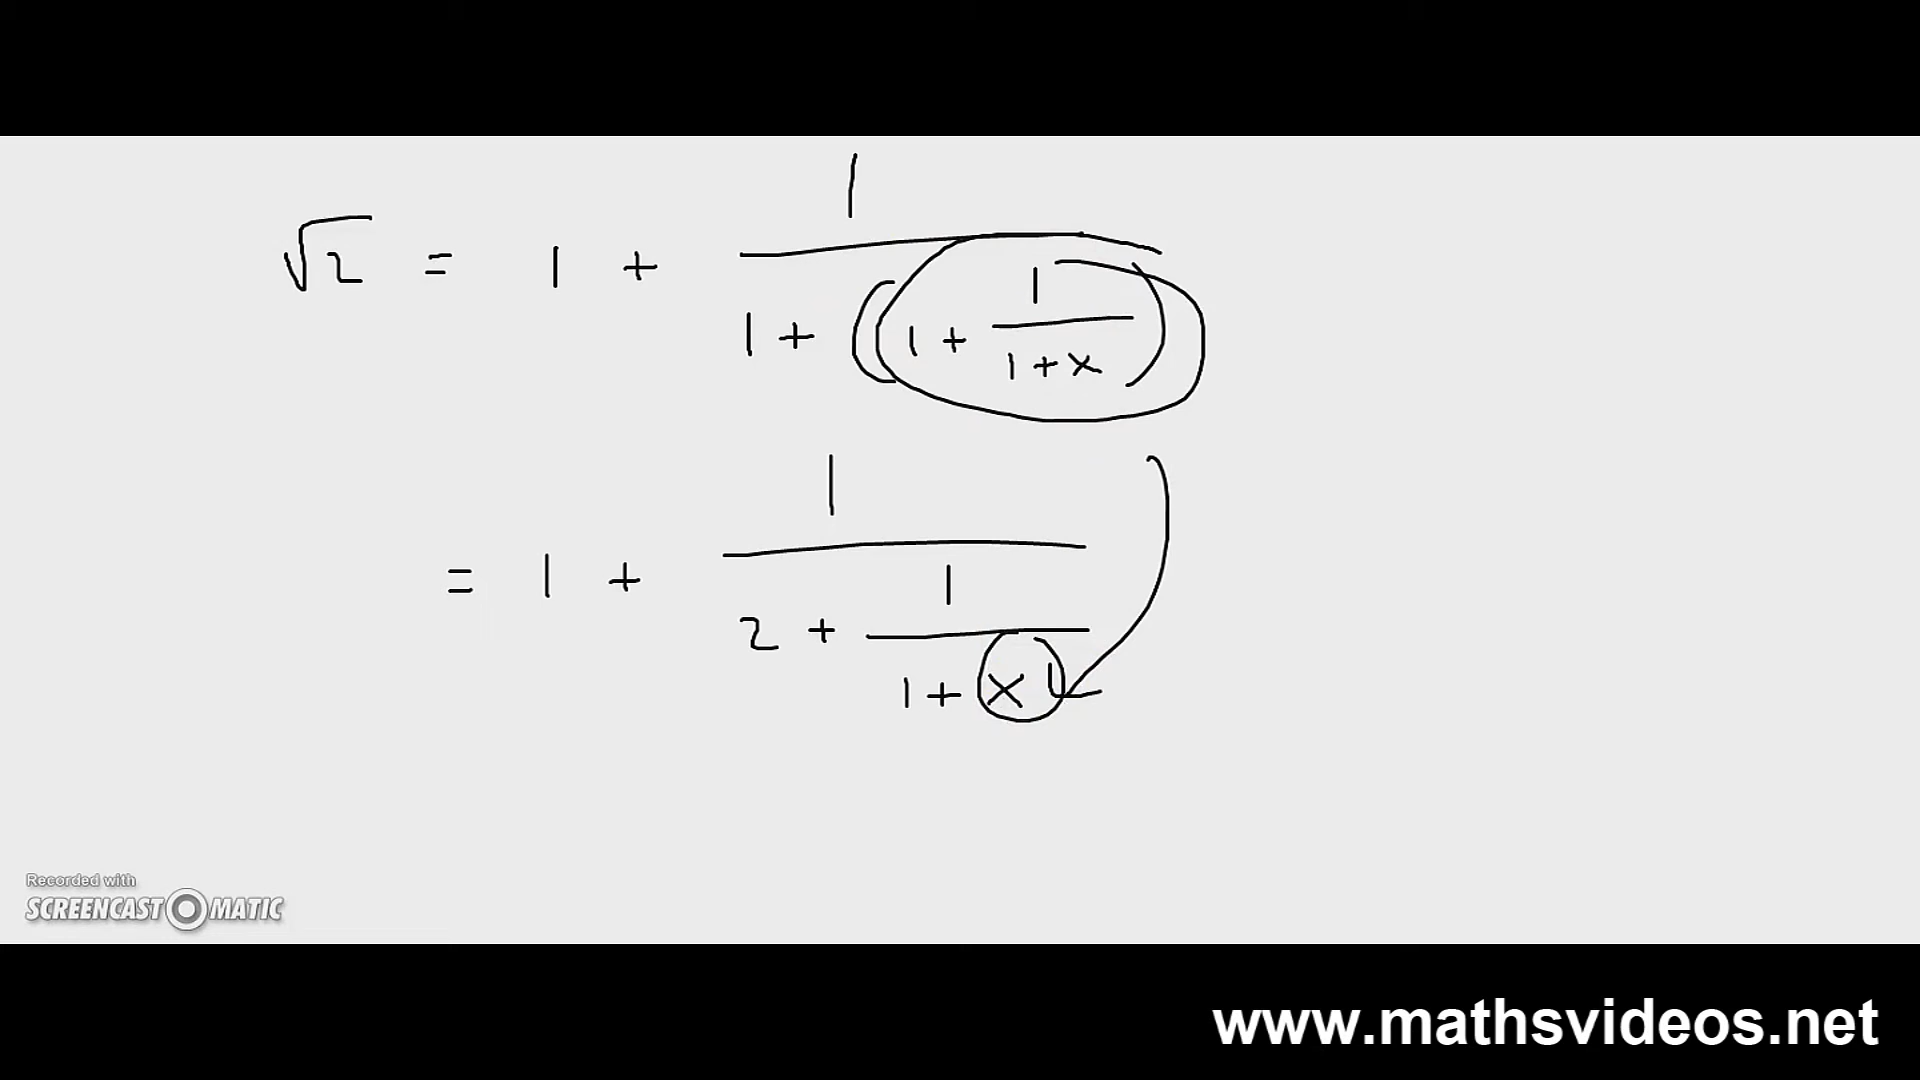 √2 = 1 + 1/(1 + (1 + 1/(1+x)))
= 1 + 1/(2 + 1/(1+x))
Recorded with
SCREENCAST-O-MATIC
www.mathsvideos.net